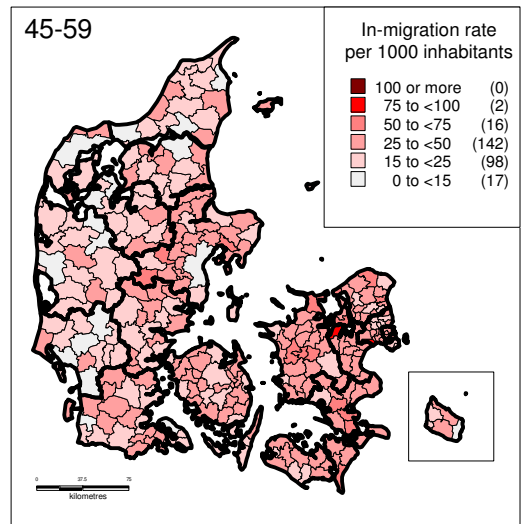 45-59
In-migration rate
per 1000 inhabitants
100 or more (0)
75 to <100 (2)
50 to <75 (16)
25 to <50 (142)
15 to <25 (98)
0 to <15 (17)
0 37.5 75
kilometres